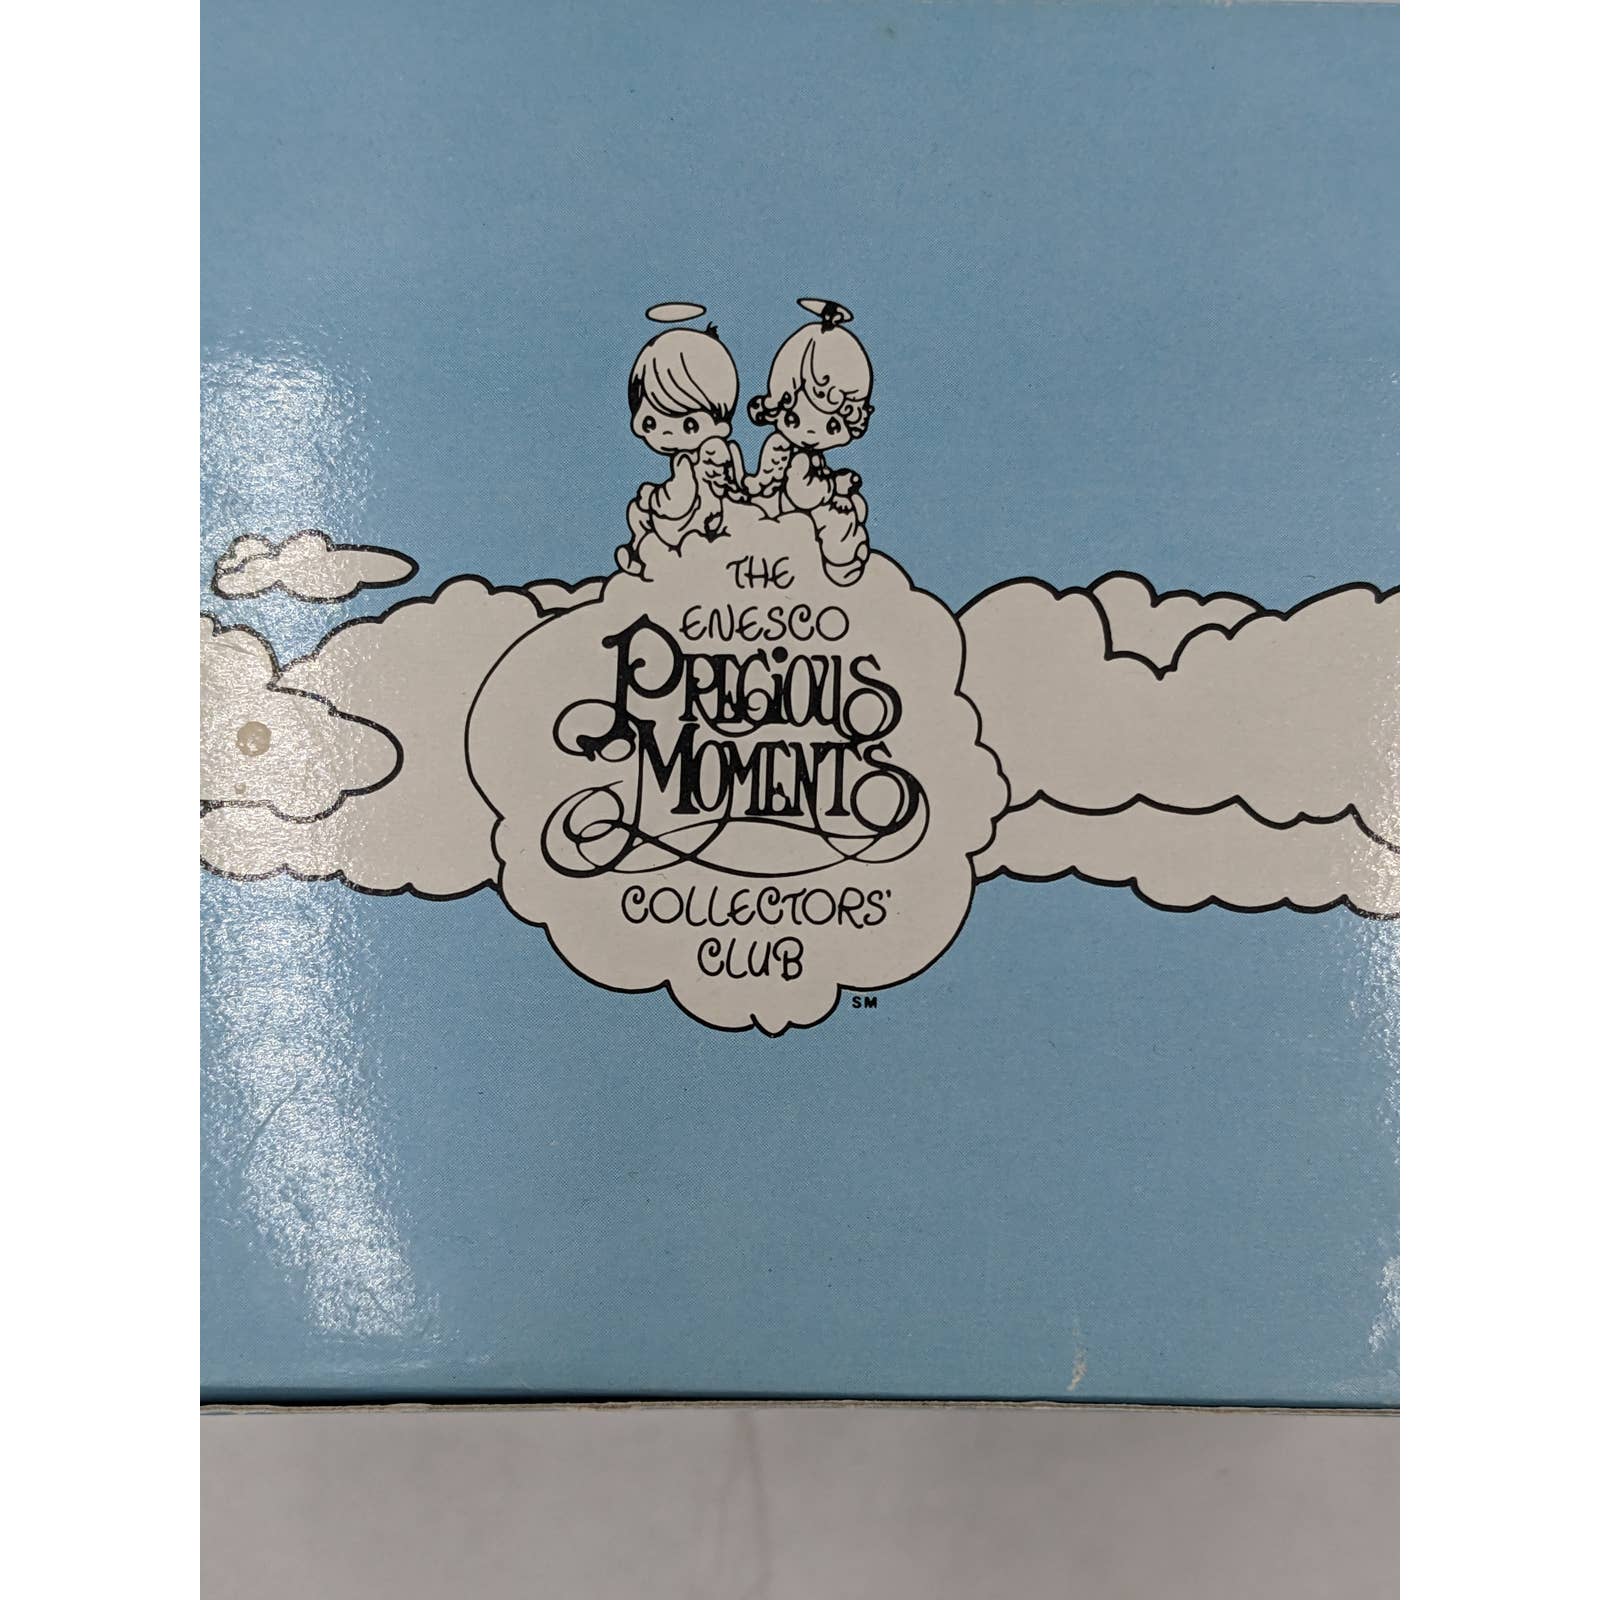 THE
ENESCO
PRECIOUS
MOMENTS
COLLECTORS'
CLUB
SM